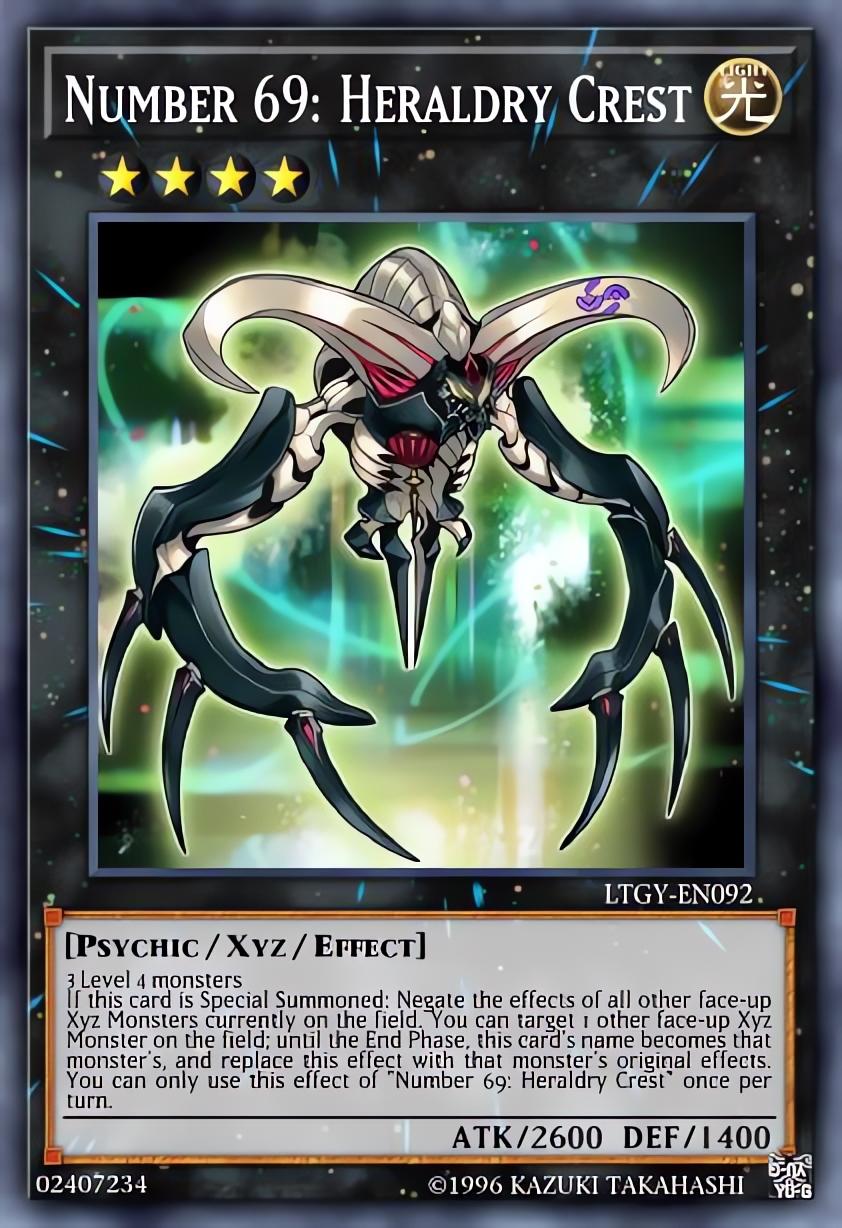 Number 69: Heraldry Crest
LIGHT
光
LTGY-EN092
[Psychic / Xyz / Effect]
3 Level 4 monsters
If this card is Special Summoned: Negate the effects of all other face-up
Xyz Monsters currently on the field. You can target 1 other face-up Xyz
Monster on the field; until the End Phase, this card's name becomes that
monster's, and replace this effect with that monster's original effects.
You can only use this effect of "Number 69: Heraldry Crest" once per
turn.
ATK/2600 DEF/1400
02407234
©1996 KAZUKI TAKAHASHI